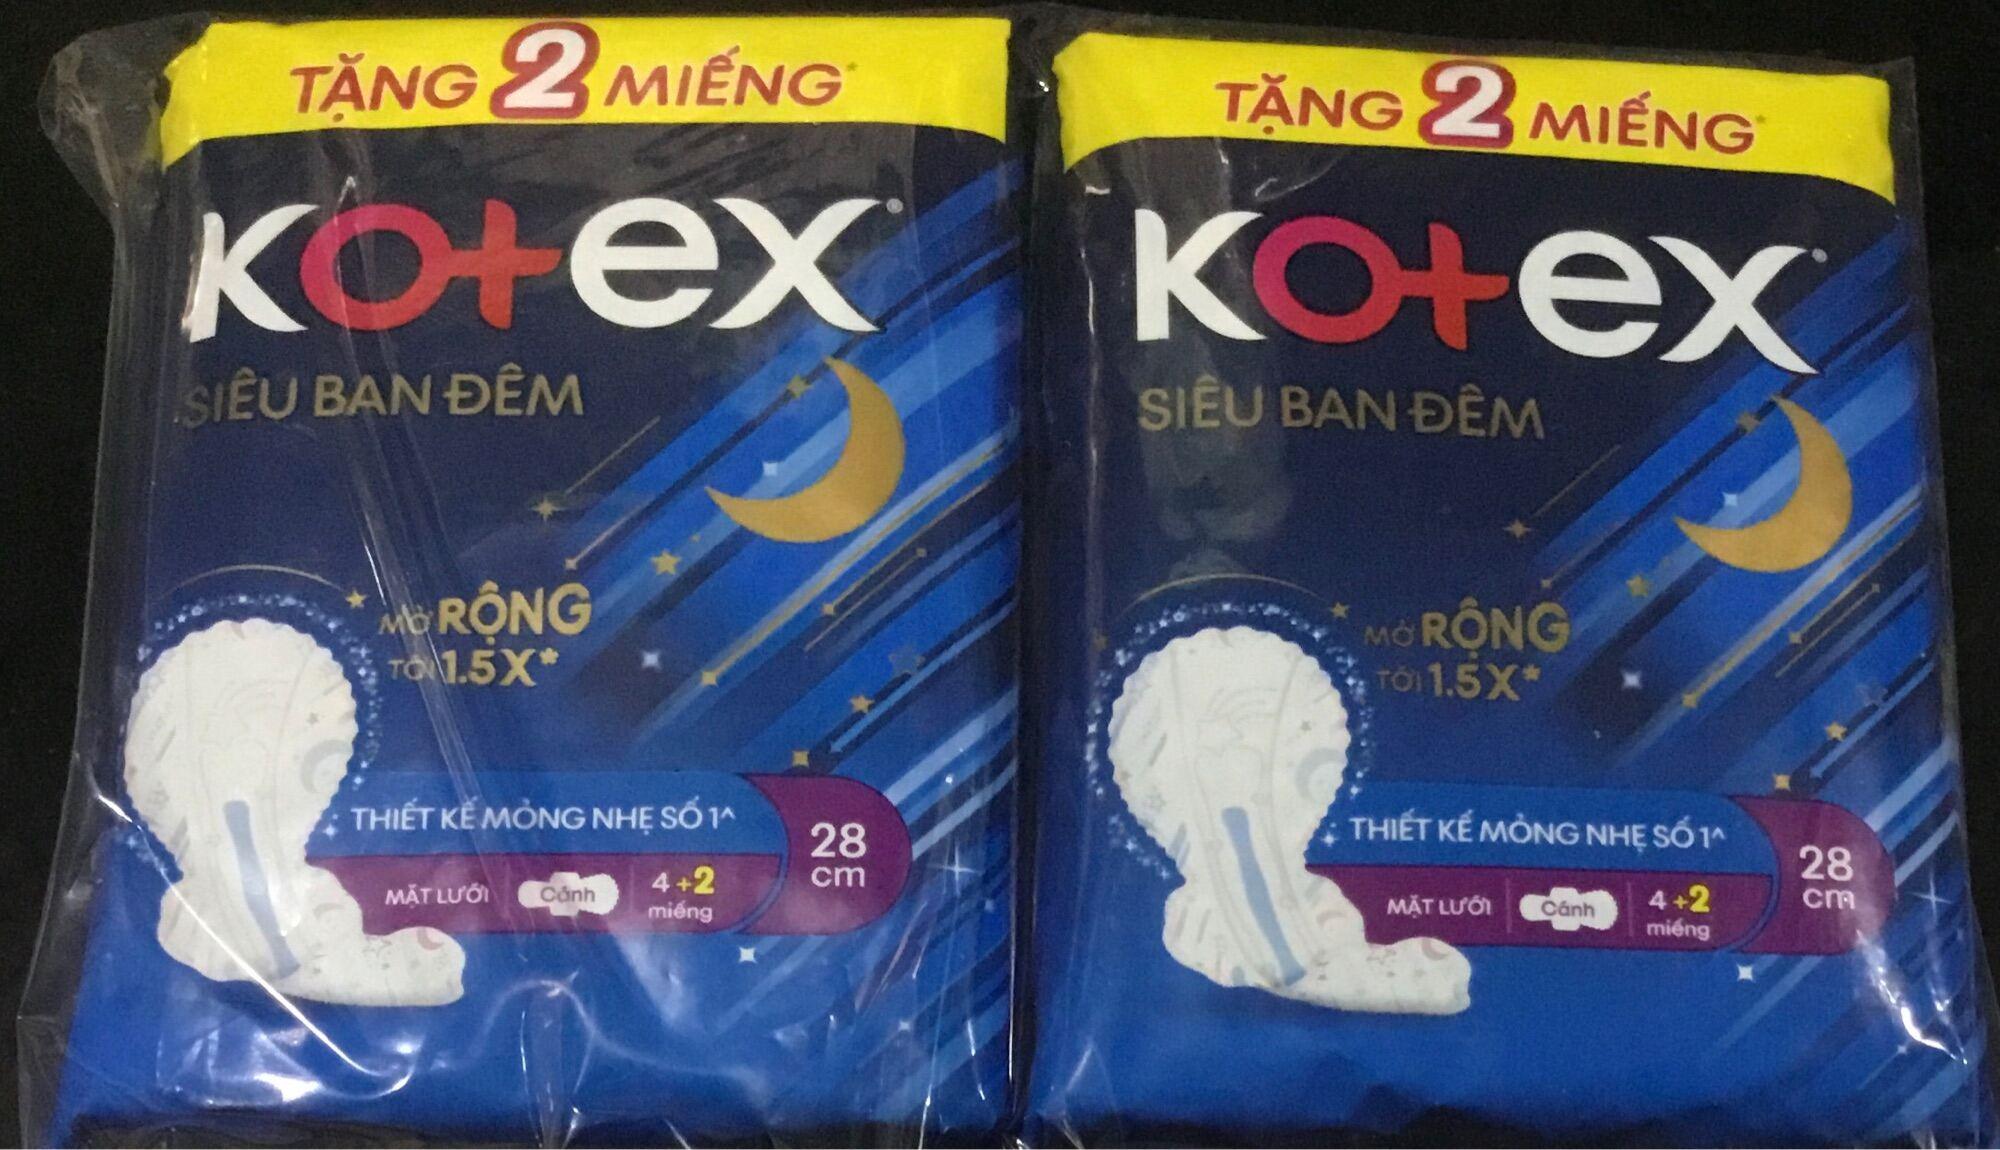 TẶNG 2 MIẾNG*
KOTEX®
SIÊU BAN ĐÊM
MỞ RỘNG
TỚI 1.5X*
THIẾT KẾ MỎNG NHẸ SỐ 1^
28
cm
MẶT LƯỚI
Cánh
4+2
miếng
TẶNG 2 MIẾNG*
KOTEX®
SIÊU BAN ĐÊM
MỞ RỘNG
TỚI 1.5X*
THIẾT KẾ MỎNG NHẸ SỐ 1^
28
cm
MẶT LƯỚI
Cánh
4+2
miếng